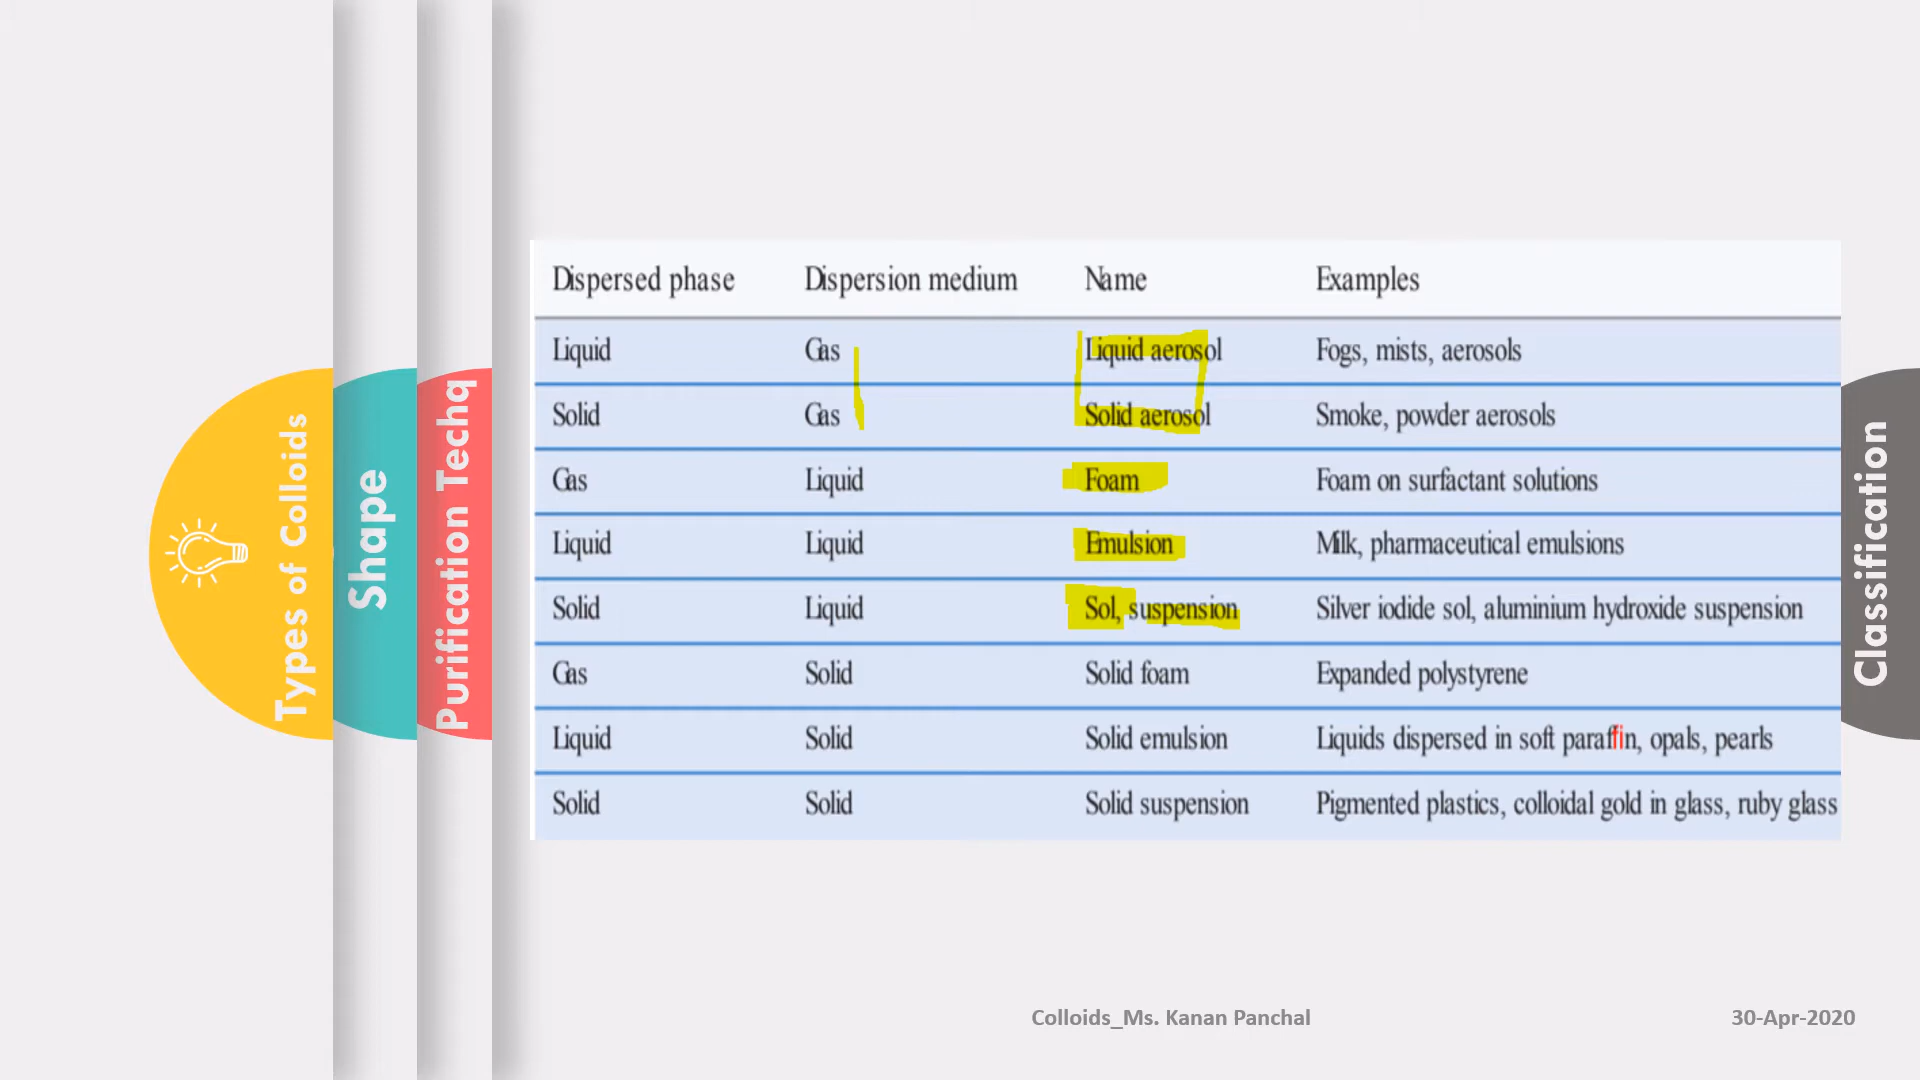 Types of Colloids
Shape
Purification Techq
Dispersed phase Dispersion medium Name Examples
Liquid Gas Liquid aerosol Fogs, mists, aerosols
Solid Gas Solid aerosol Smoke, powder aerosols
Gas Liquid Foam Foam on surfactant solutions
Liquid Liquid Emulsion Milk, pharmaceutical emulsions
Solid Liquid Sol, suspension Silver iodide sol, aluminium hydroxide suspension
Gas Solid Solid foam Expanded polystyrene
Liquid Solid Solid emulsion Liquids dispersed in soft paraffin, opals, pearls
Solid Solid Solid suspension Pigmented plastics, colloidal gold in glass, ruby glass
Classification
Colloids_Ms. Kanan Panchal
30-Apr-2020